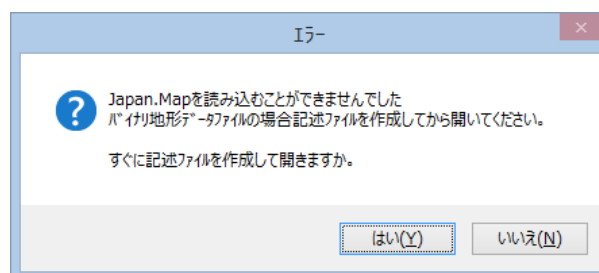 エラー
Japan.Mapを読み込むことができませんでした
ﾊﾞｲﾅﾘ地形ﾃﾞｰﾀﾌｧｲﾙの場合記述ﾌｧｲﾙを作成してから開いてください。
すぐに記述ﾌｧｲﾙを作成して開きますか。
はい(Y) いいえ(N)